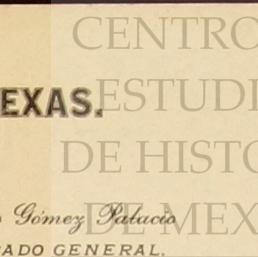 CENTRO
EXAS.
ESTUDI
DE HISTO
Gómez Palacio
DE MEX
ADO GENERAL.